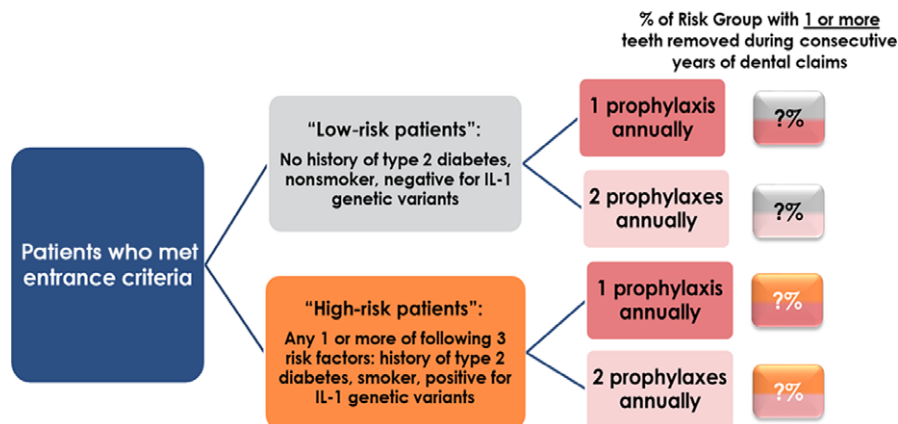 % of Risk Group with 1 or more
teeth removed during consecutive
years of dental claims
Patients who met
entrance criteria
“Low-risk patients”:
No history of type 2 diabetes,
nonsmoker, negative for IL-1
genetic variants
1 prophylaxis
annually
?%
2 prophylaxes
annually
?%
“High-risk patients”:
Any 1 or more of following 3
risk factors: history of type 2
diabetes, smoker, positive for
IL-1 genetic variants
1 prophylaxis
annually
?%
2 prophylaxes
annually
?%